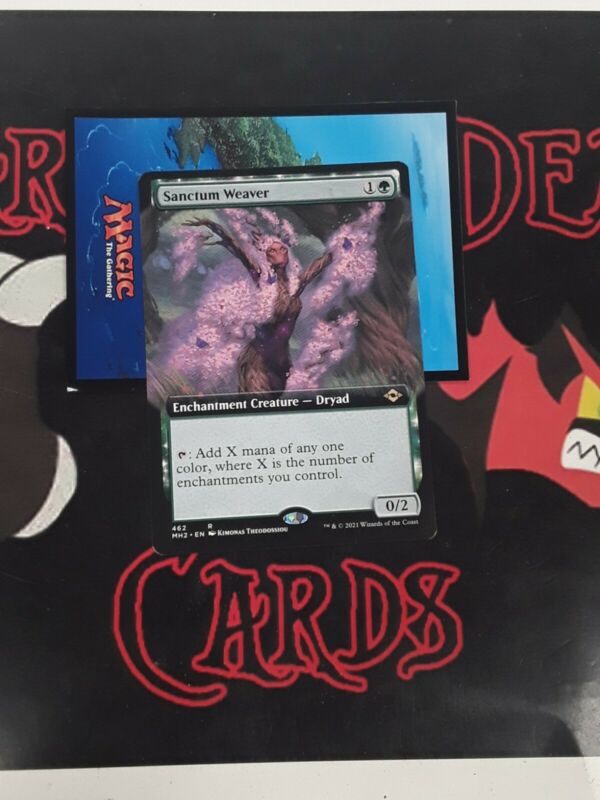 DE
MAGIC
The Gathering
Sanctum Weaver 1
Enchantment Creature — Dryad
: Add X mana of any one
color, where X is the number of
enchantments you control.
0/2
462 R
MH2 • EN KIMONAS THEODOSSIOU
™ & © 2021 Wizards of the Coast
CARDS